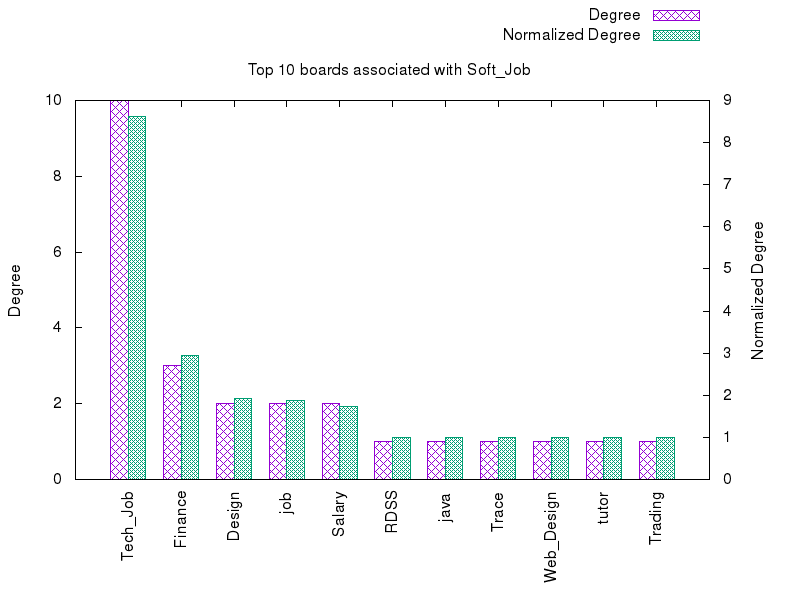 Degree
Normalized Degree
Top 10 boards associated with Soft_Job
10
8
6
4
2
0
Degree
9
8
7
6
5
4
3
2
1
0
Normalized Degree
Tech_Job
Finance
Design
job
Salary
RDSS
java
Trace
Web_Design
tutor
Trading